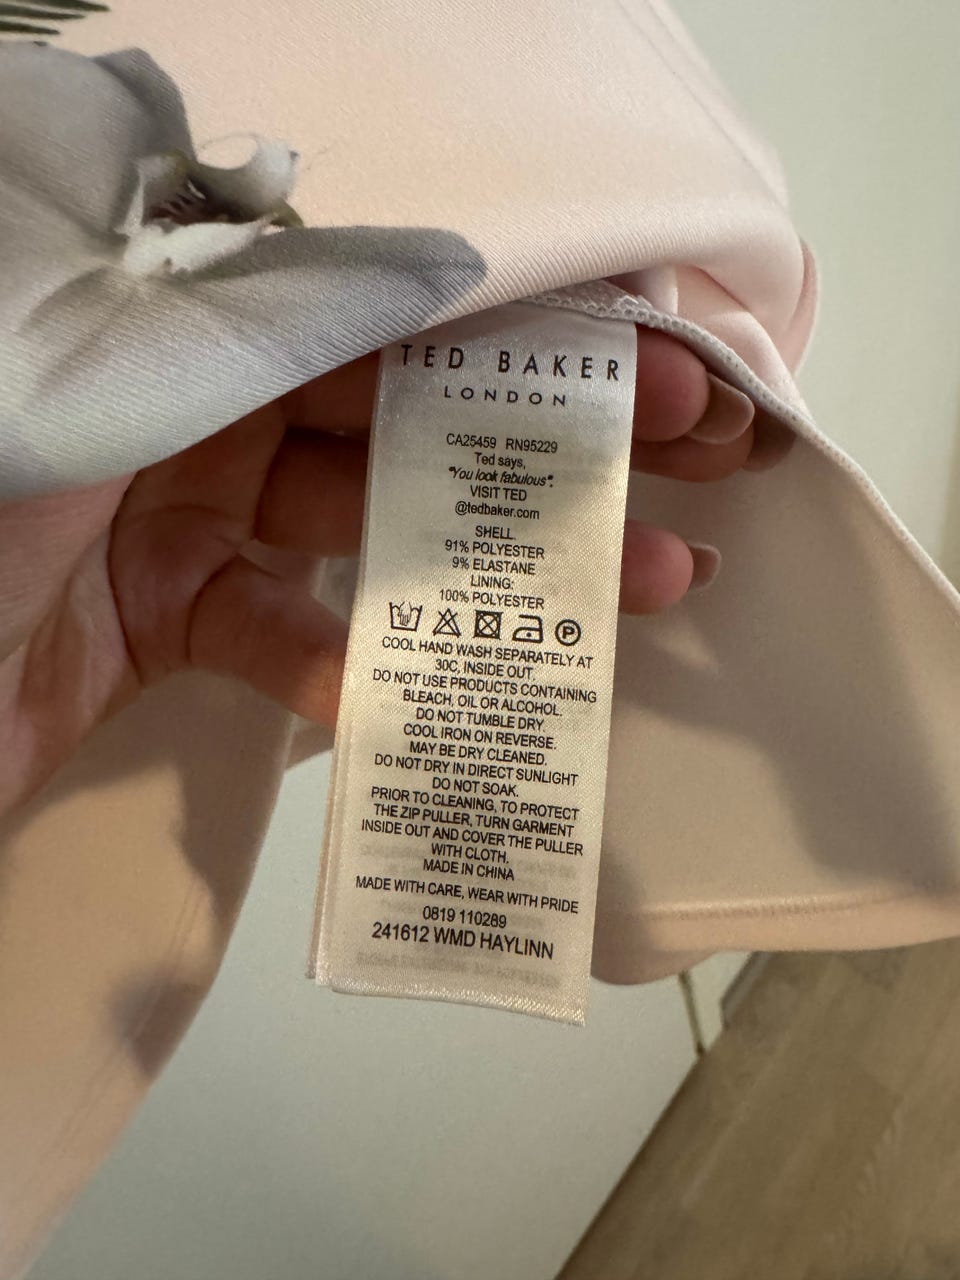 TED BAKER
LONDON
CA25459 RN95229
Ted says,
"You look fabulous".
VISIT TED
@tedbaker.com
SHELL.
91% POLYESTER
9% ELASTANE
LINING:
100% POLYESTER
P
COOL HAND WASH SEPARATELY AT
30C, INSIDE OUT.
DO NOT USE PRODUCTS CONTAINING
BLEACH, OIL OR ALCOHOL.
DO NOT TUMBLE DRY.
COOL IRON ON REVERSE.
MAY BE DRY CLEANED.
DO NOT DRY IN DIRECT SUNLIGHT
DO NOT SOAK.
PRIOR TO CLEANING, TO PROTECT
THE ZIP PULLER, TURN GARMENT
INSIDE OUT AND COVER THE PULLER
WITH CLOTH.
MADE IN CHINA
MADE WITH CARE, WEAR WITH PRIDE
0819 110289
241612 WMD HAYLINN